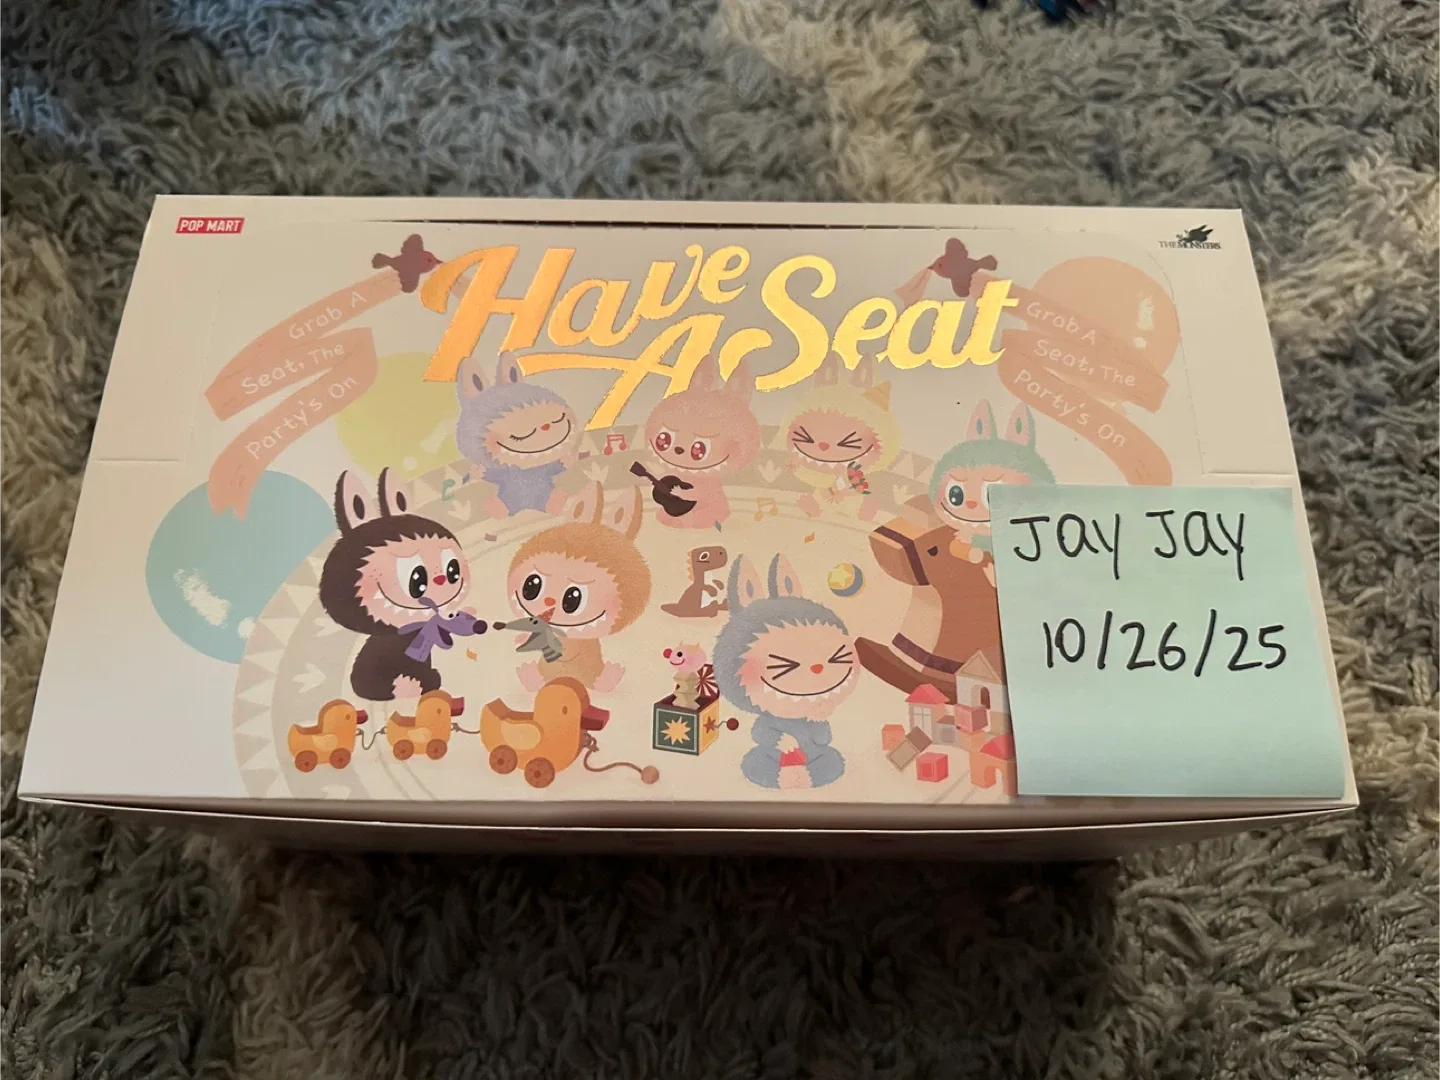 POP MART
THE MONSTERS
Have
A Seat
Grab A
Seat, The
Party's On
Grab A
Seat, The
Party's On
Jay Jay
10/26/25